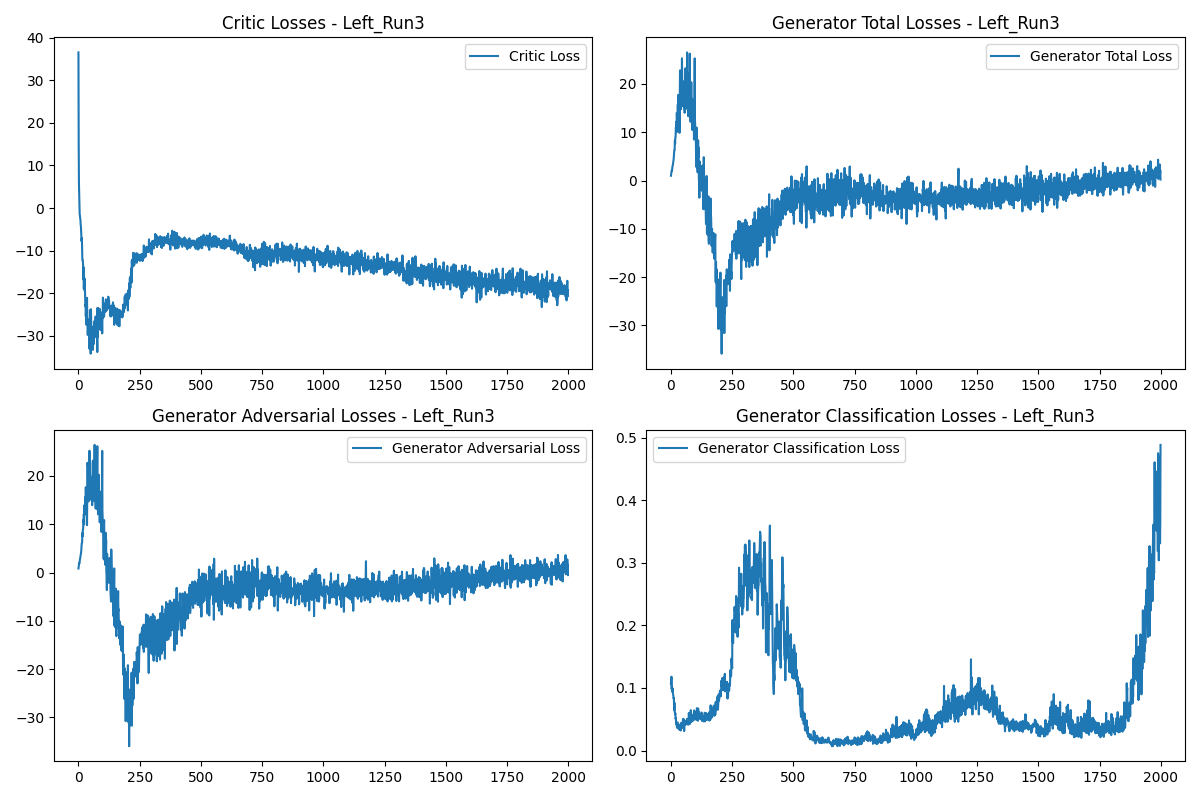 Critic Losses - Left_Run3
Critic Loss
40
30
20
10
0
−10
−20
−30
0 250 500 750 1000 1250 1500 1750 2000
Generator Total Losses - Left_Run3
Generator Total Loss
20
10
0
−10
−20
−30
0 250 500 750 1000 1250 1500 1750 2000
Generator Adversarial Losses - Left_Run3
Generator Adversarial Loss
20
10
0
−10
−20
−30
0 250 500 750 1000 1250 1500 1750 2000
Generator Classification Losses - Left_Run3
Generator Classification Loss
0.5
0.4
0.3
0.2
0.1
0.0
0 250 500 750 1000 1250 1500 1750 2000